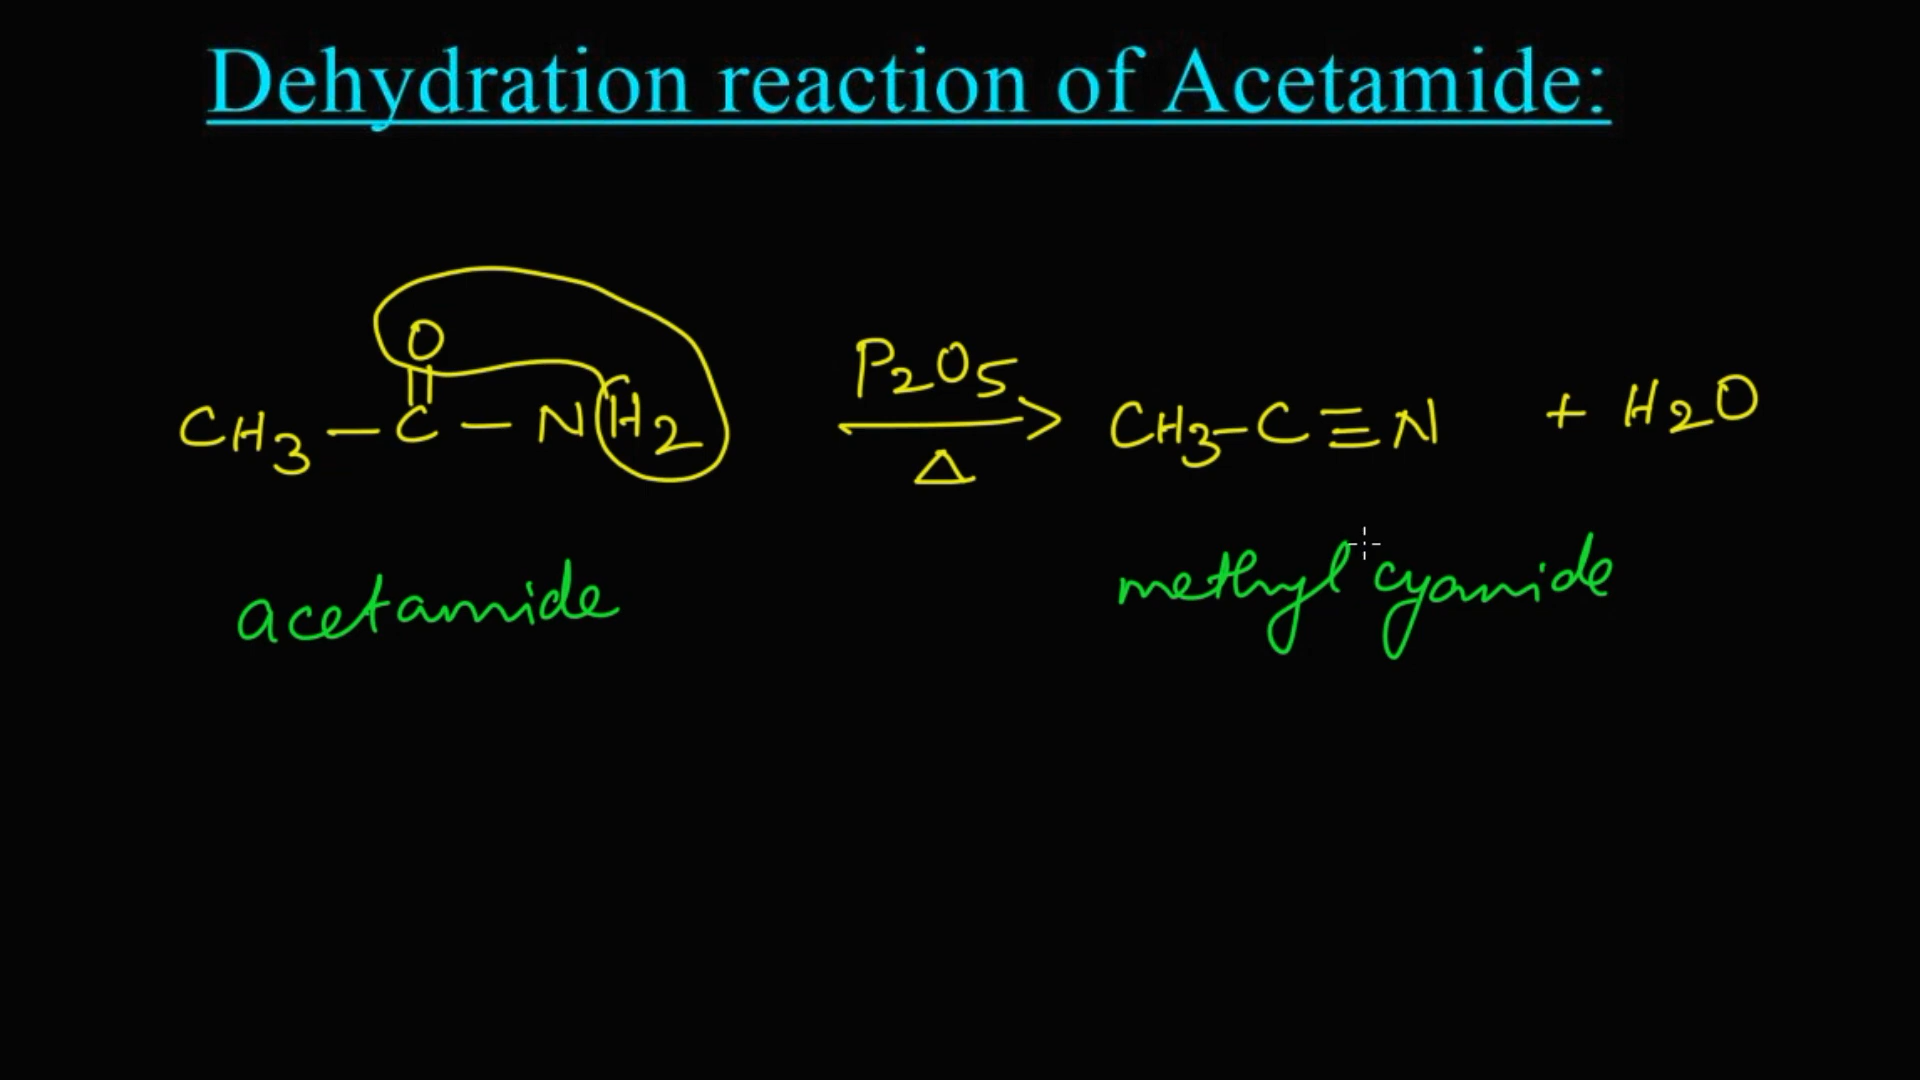 Dehydration reaction of Acetamide:
O
CH3-C-NH2
P2O5
Δ
CH3-C≡N + H2O
acetamide
methyl cyanide